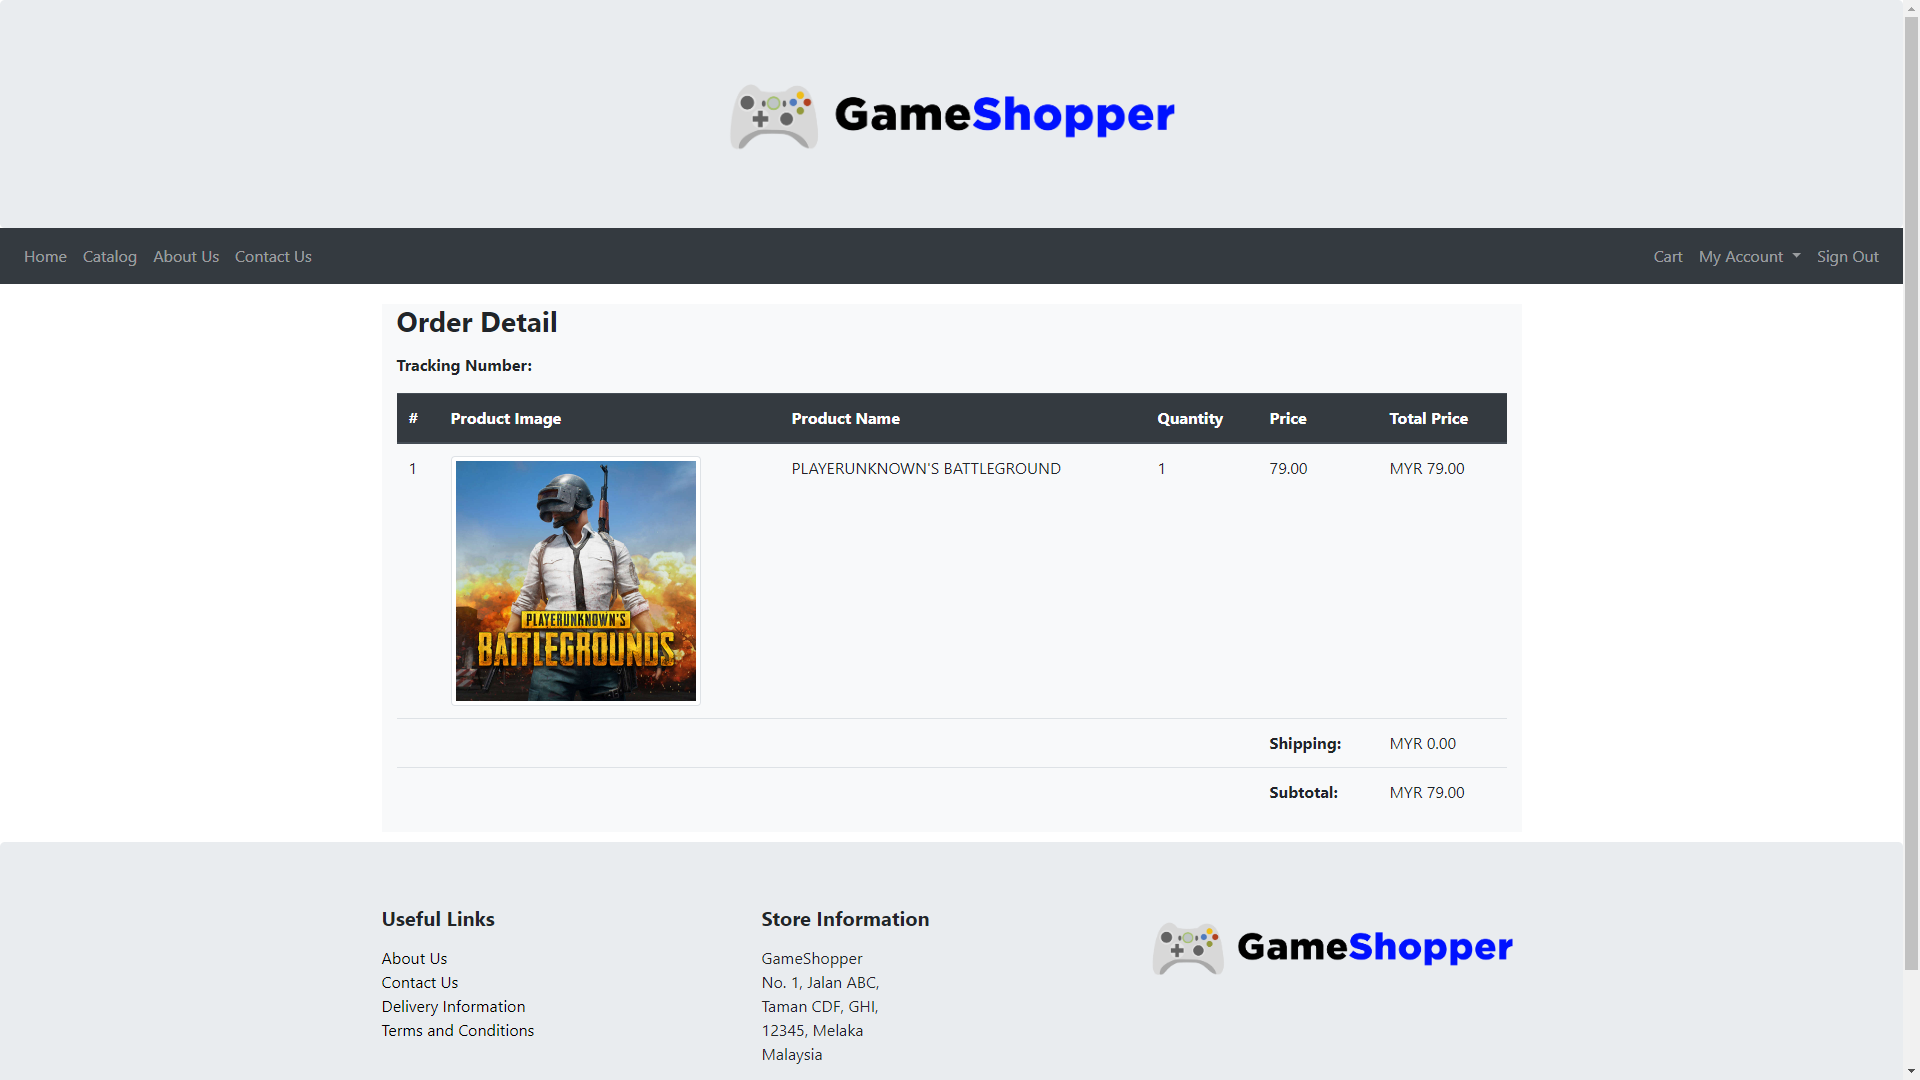 GameShopper
Home Catalog About Us Contact Us Cart My Account Sign Out
Order Detail
Tracking Number:
# Product Image Product Name Quantity Price Total Price
1 PLAYERUNKNOWN'S BATTLEGROUND 1 79.00 MYR 79.00
PLAYERUNKNOWN'S
BATTLEGROUNDS
Shipping: MYR 0.00
Subtotal: MYR 79.00
Useful Links
About Us
Contact Us
Delivery Information
Terms and Conditions
Store Information
GameShopper
No. 1, Jalan ABC,
Taman CDF, GHI,
12345, Melaka
Malaysia
GameShopper